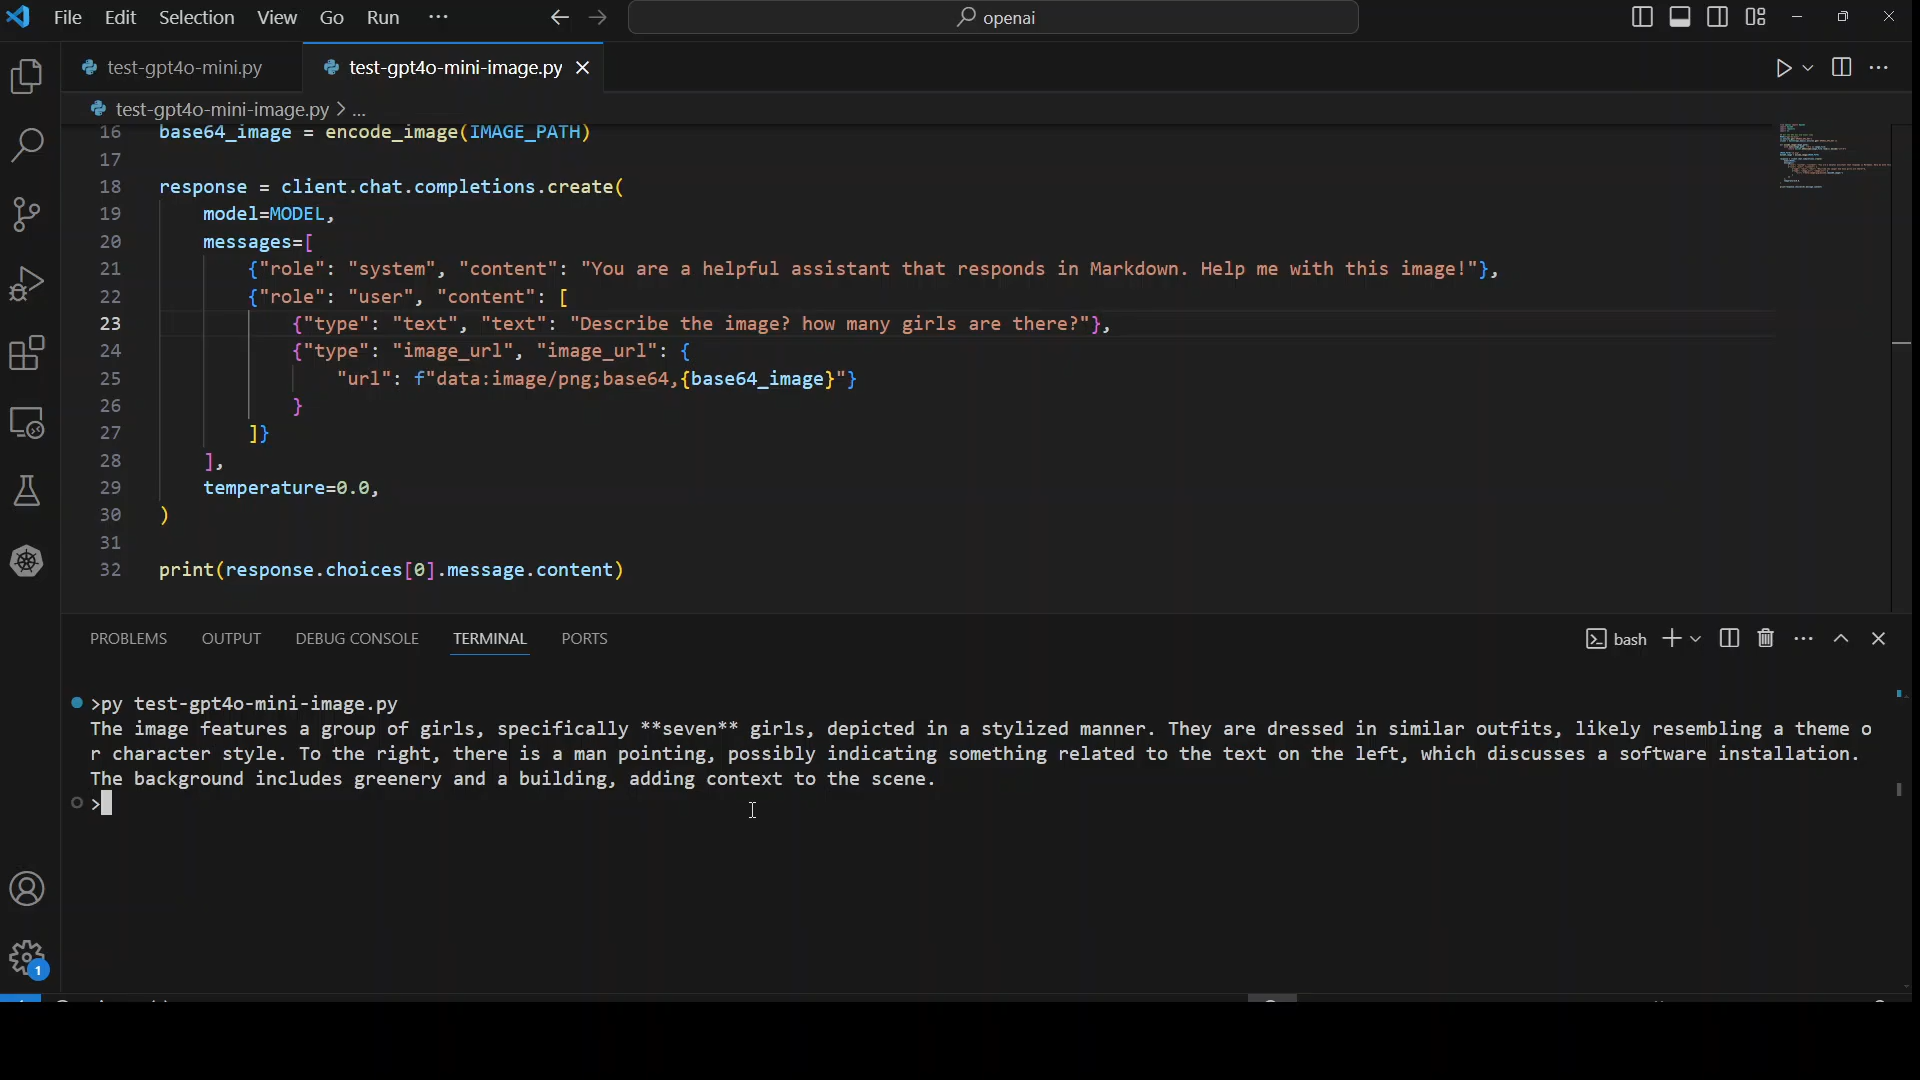 File Edit Selection View Go Run ···
openai
test-gpt4o-mini.py
test-gpt4o-mini-image.py
test-gpt4o-mini-image.py > ...
16 base64_image = encode_image(IMAGE_PATH)
17
18 response = client.chat.completions.create(
19 model=MODEL,
20 messages=[
21 {"role": "system", "content": "You are a helpful assistant that responds in Markdown. Help me with this image!"},
22 {"role": "user", "content": [
23 {"type": "text", "text": "Describe the image? how many girls are there?"},
24 {"type": "image_url", "image_url": {
25 "url": f"data:image/png;base64,{base64_image}"}
26 }
27 ]}
28 ],
29 temperature=0.0,
30 )
31
32 print(response.choices[0].message.content)
PROBLEMS OUTPUT DEBUG CONSOLE TERMINAL PORTS
bash
>py test-gpt4o-mini-image.py
The image features a group of girls, specifically **seven** girls, depicted in a stylized manner. They are dressed in similar outfits, likely resembling a theme o
r character style. To the right, there is a man pointing, possibly indicating something related to the text on the left, which discusses a software installation.
The background includes greenery and a building, adding context to the scene.
>
1